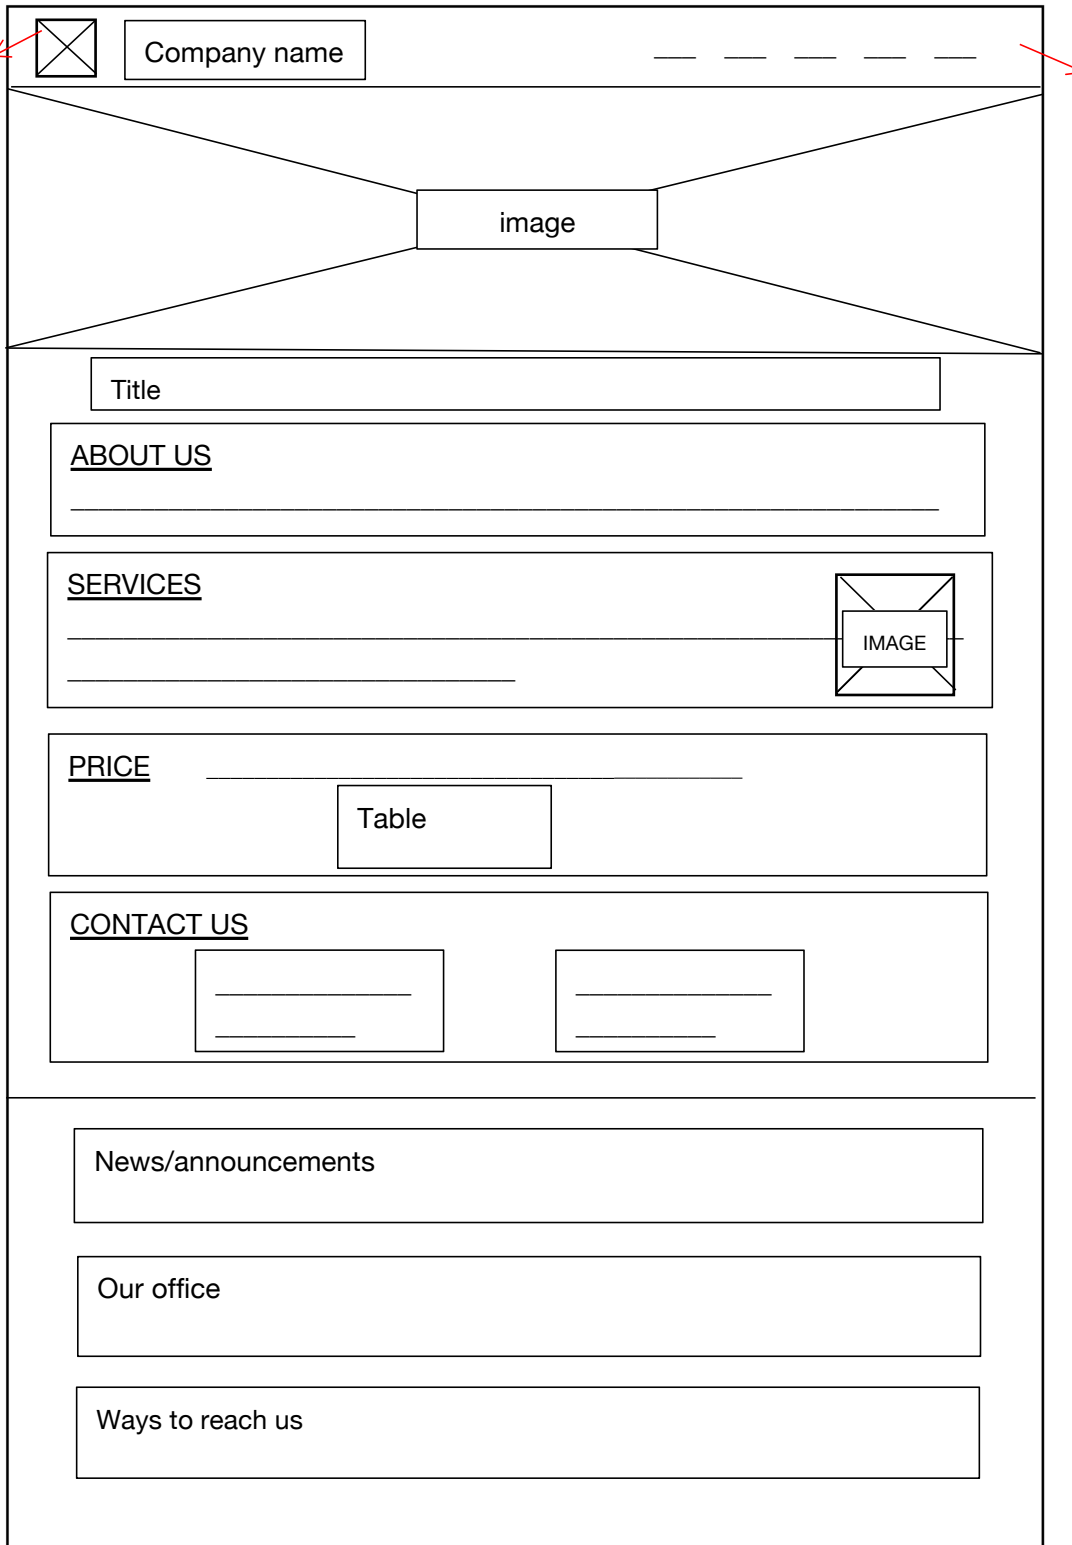 Company name
image
Title
ABOUT US
SERVICES
IMAGE
PRICE
Table
CONTACT US
News/announcements
Our office
Ways to reach us